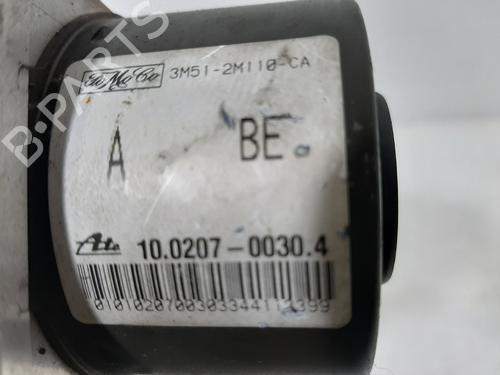 FoMoCo 3M51-2M110-CA
A BE
Ate 10.0207-0030.4
B-PARTS